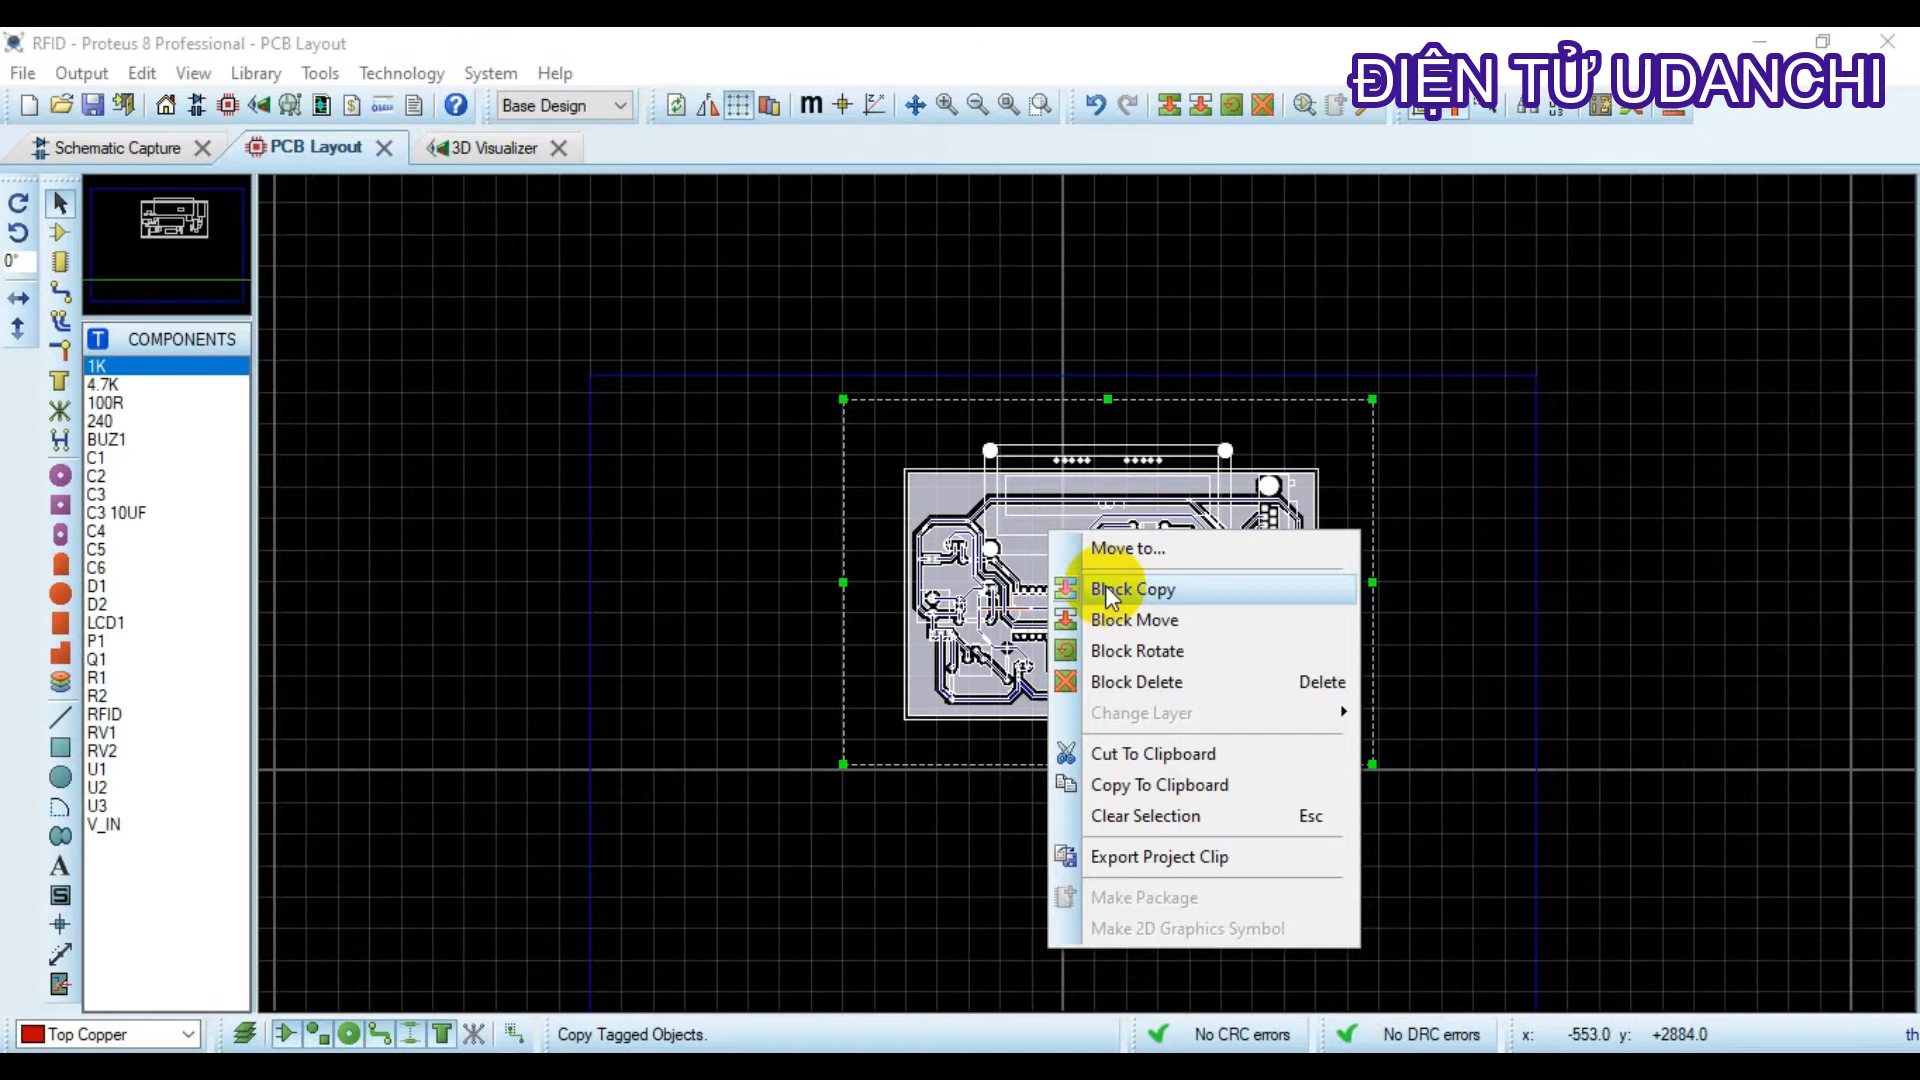 RFID - Proteus 8 Professional - PCB Layout
ĐIỆN TỬ UDANCHI
File Output Edit View Library Tools Technology System Help
Base Design
m
Schematic Capture
PCB Layout
3D Visualizer
0°
T COMPONENTS
1K
4.7K
100R
240
BUZ1
C1
C2
C3
C3 10UF
C4
C5
C6
D1
D2
LCD1
P1
Q1
R1
R2
RFID
RV1
RV2
U1
U2
U3
V_IN
Move to...
Block Copy
Block Move
Block Rotate
Block Delete Delete
Change Layer
Cut To Clipboard
Copy To Clipboard
Clear Selection Esc
Export Project Clip
Make Package
Make 2D Graphics Symbol
Top Copper
Copy Tagged Objects.
No CRC errors
No DRC errors
x: -553.0 y: +2884.0 th